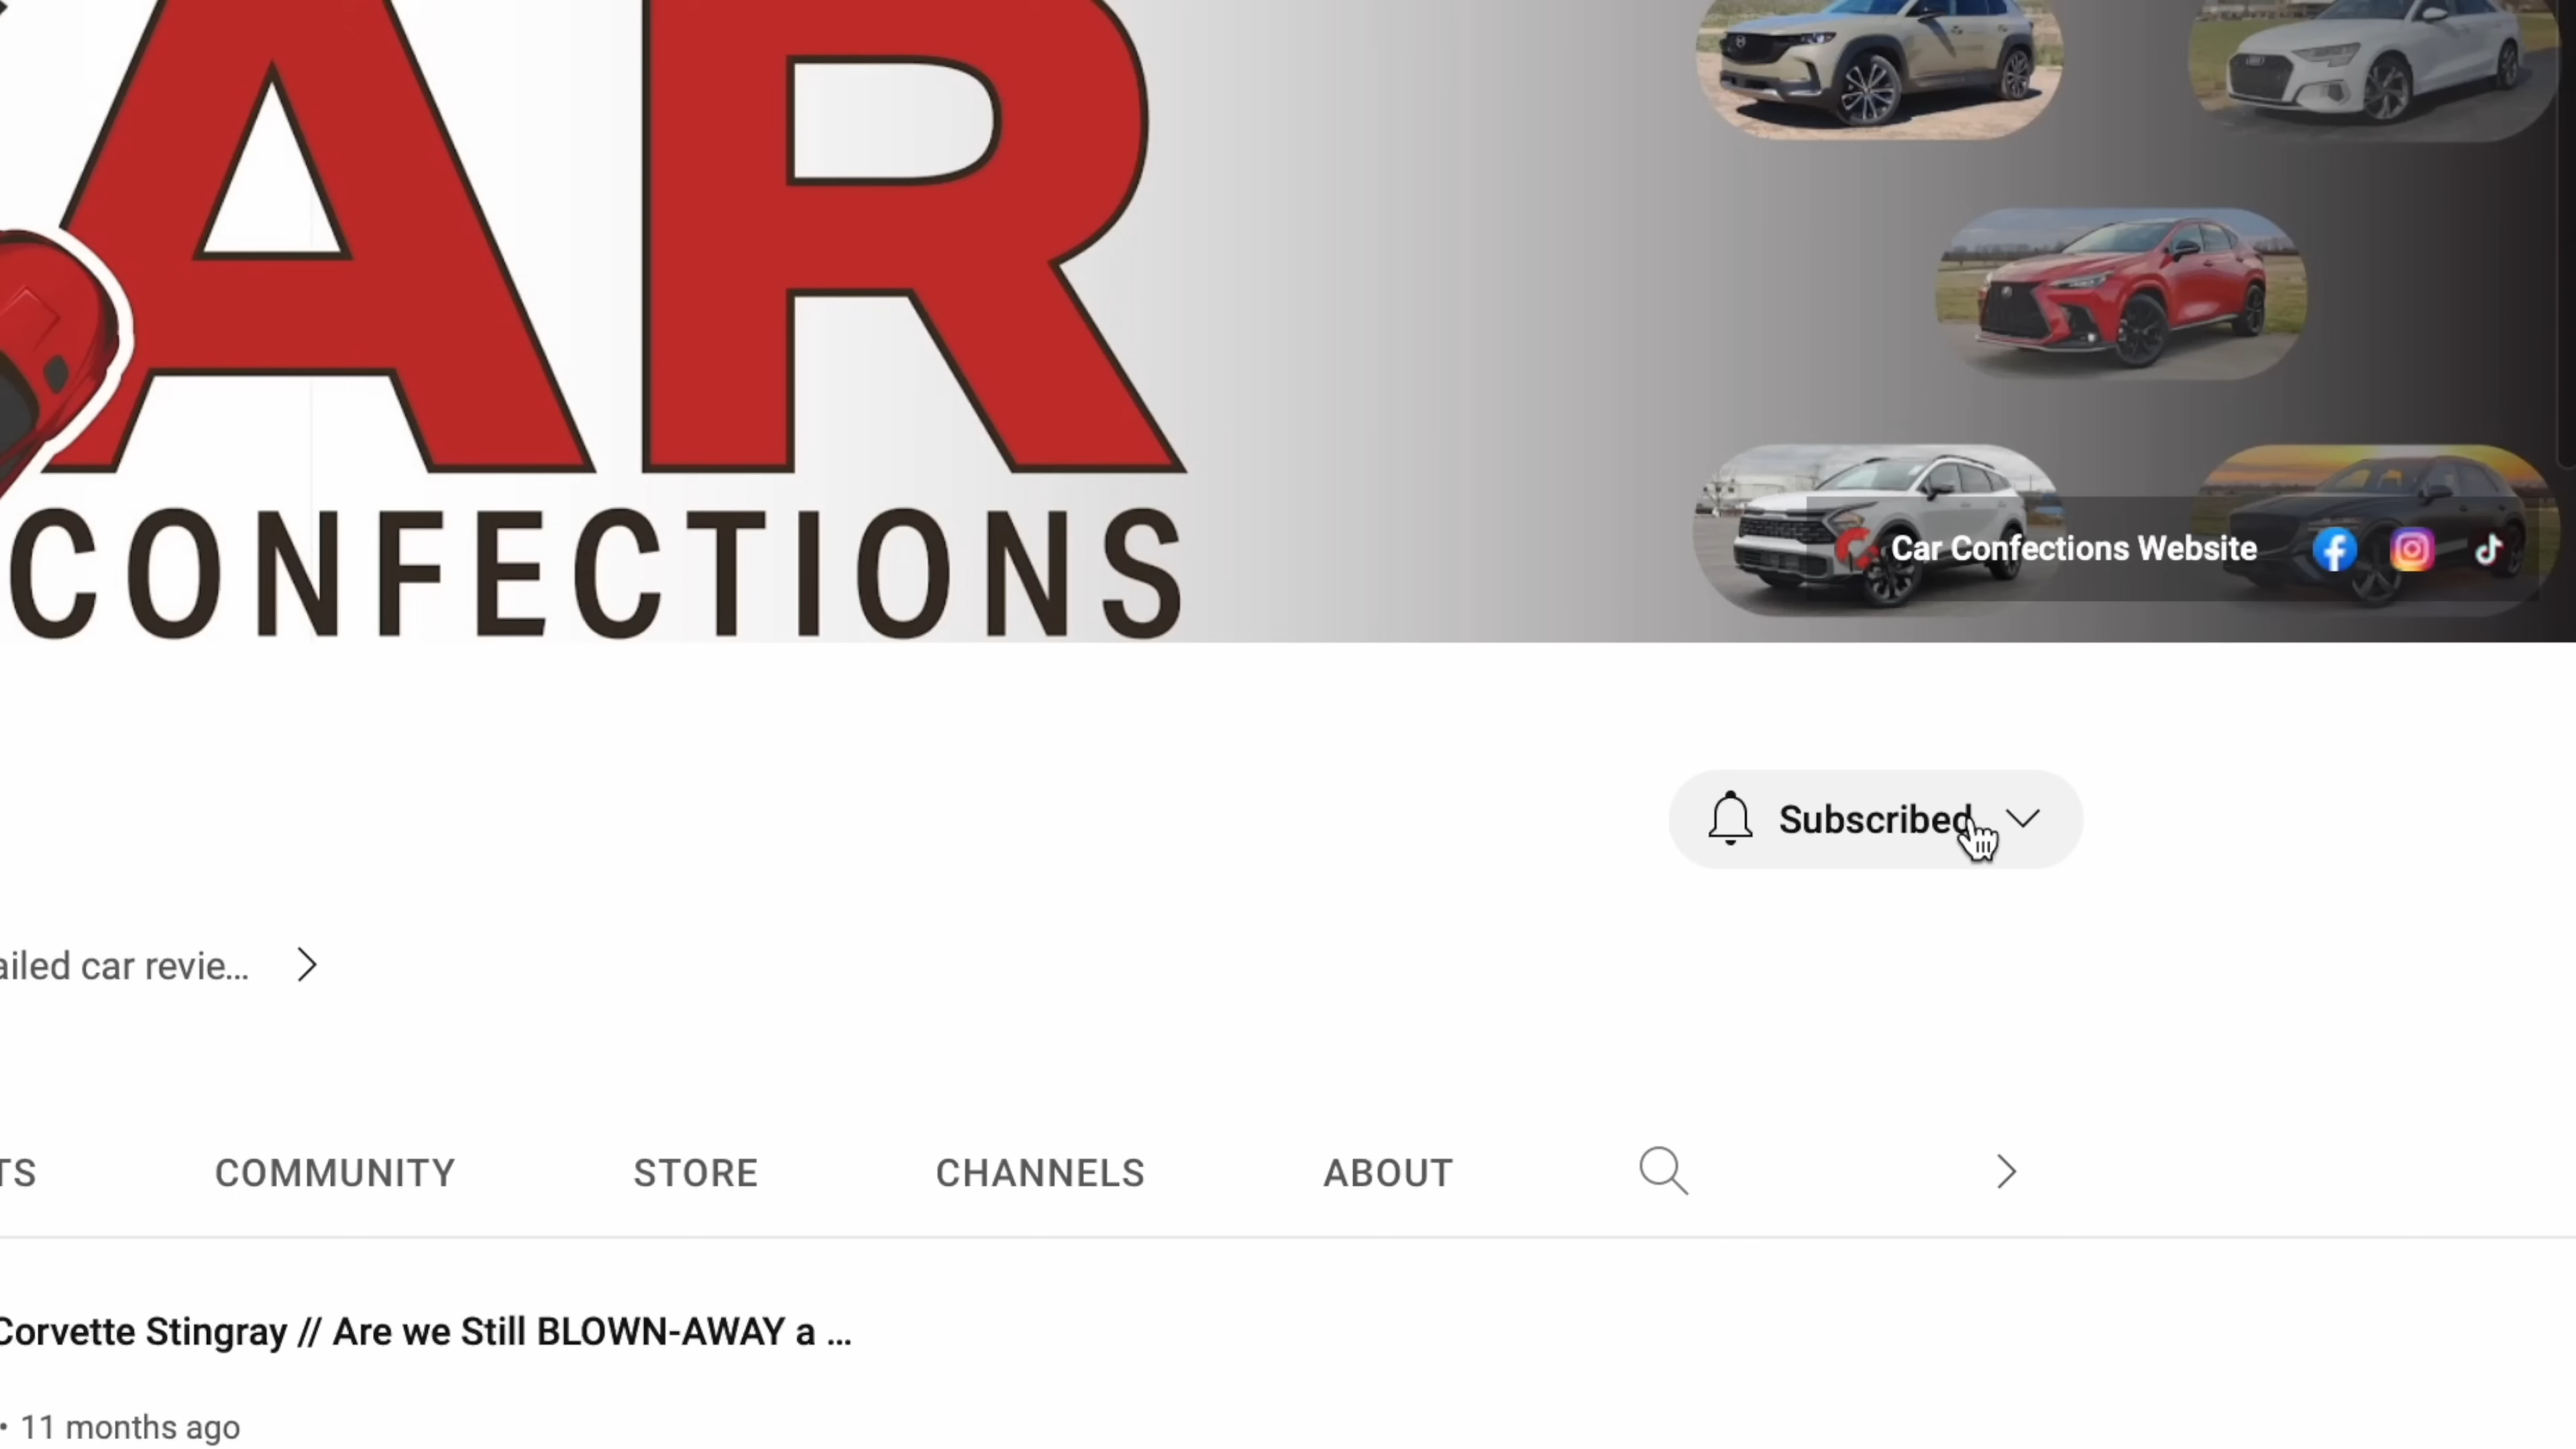 AR
CONFECTIONS
Car Confections Website
Subscribed
ailed car revie...
TS COMMUNITY STORE CHANNELS ABOUT
Corvette Stingray // Are we Still BLOWN-AWAY a ...
• 11 months ago